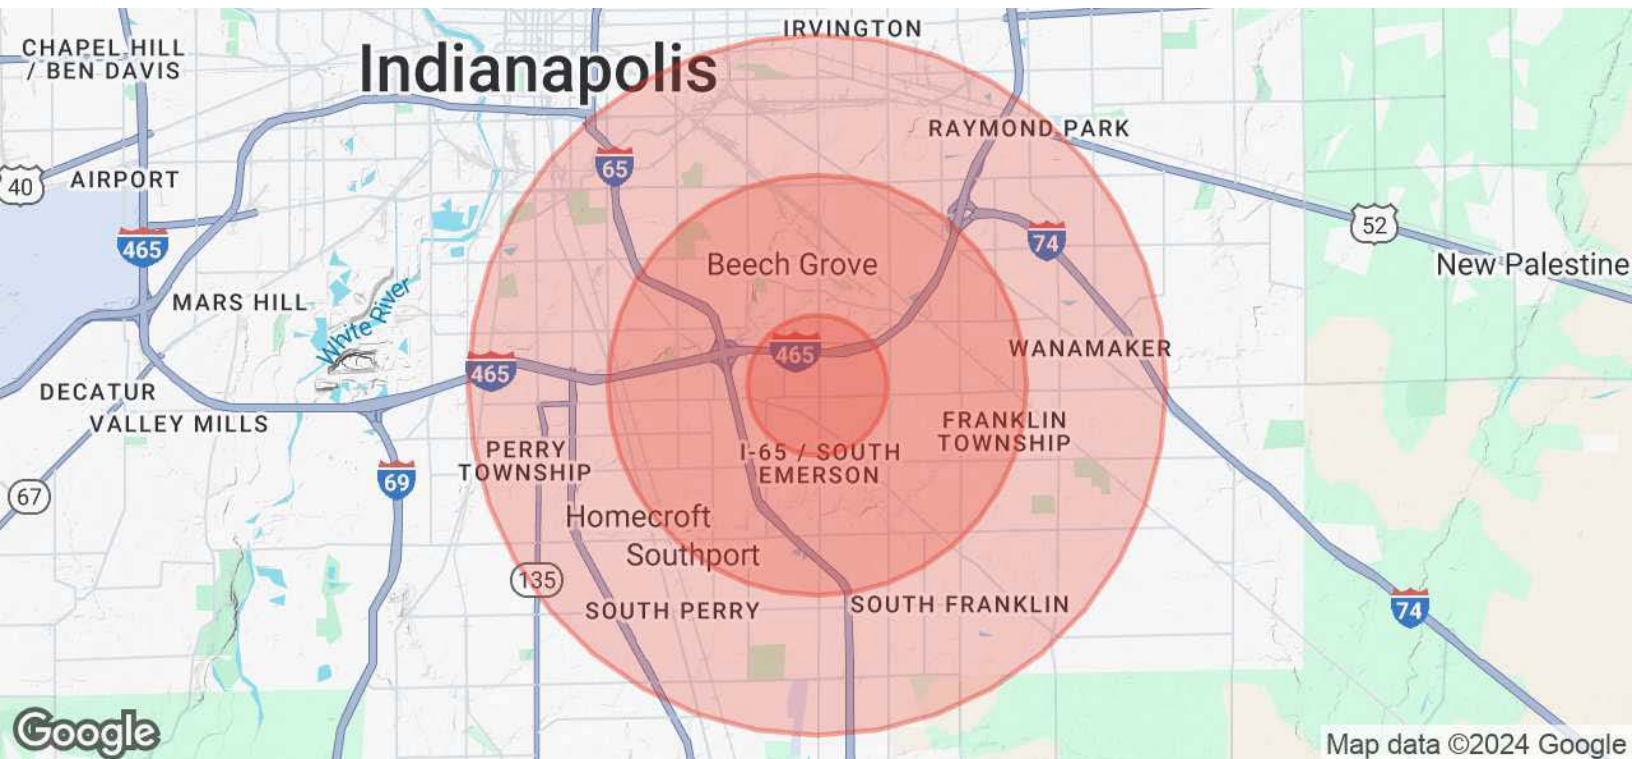 IRVINGTON
CHAPEL HILL
/ BEN DAVIS
Indianapolis
RAYMOND PARK
65
40
AIRPORT
52
465
74
Beech Grove
New Palestine
MARS HILL
White River
465
WANAMAKER
465
DECATUR
VALLEY MILLS
FRANKLIN
TOWNSHIP
PERRY
TOWNSHIP
I-65 / SOUTH
EMERSON
69
67
Homecroft
Southport
135
SOUTH PERRY
SOUTH FRANKLIN
74
Google
Map data ©2024 Google